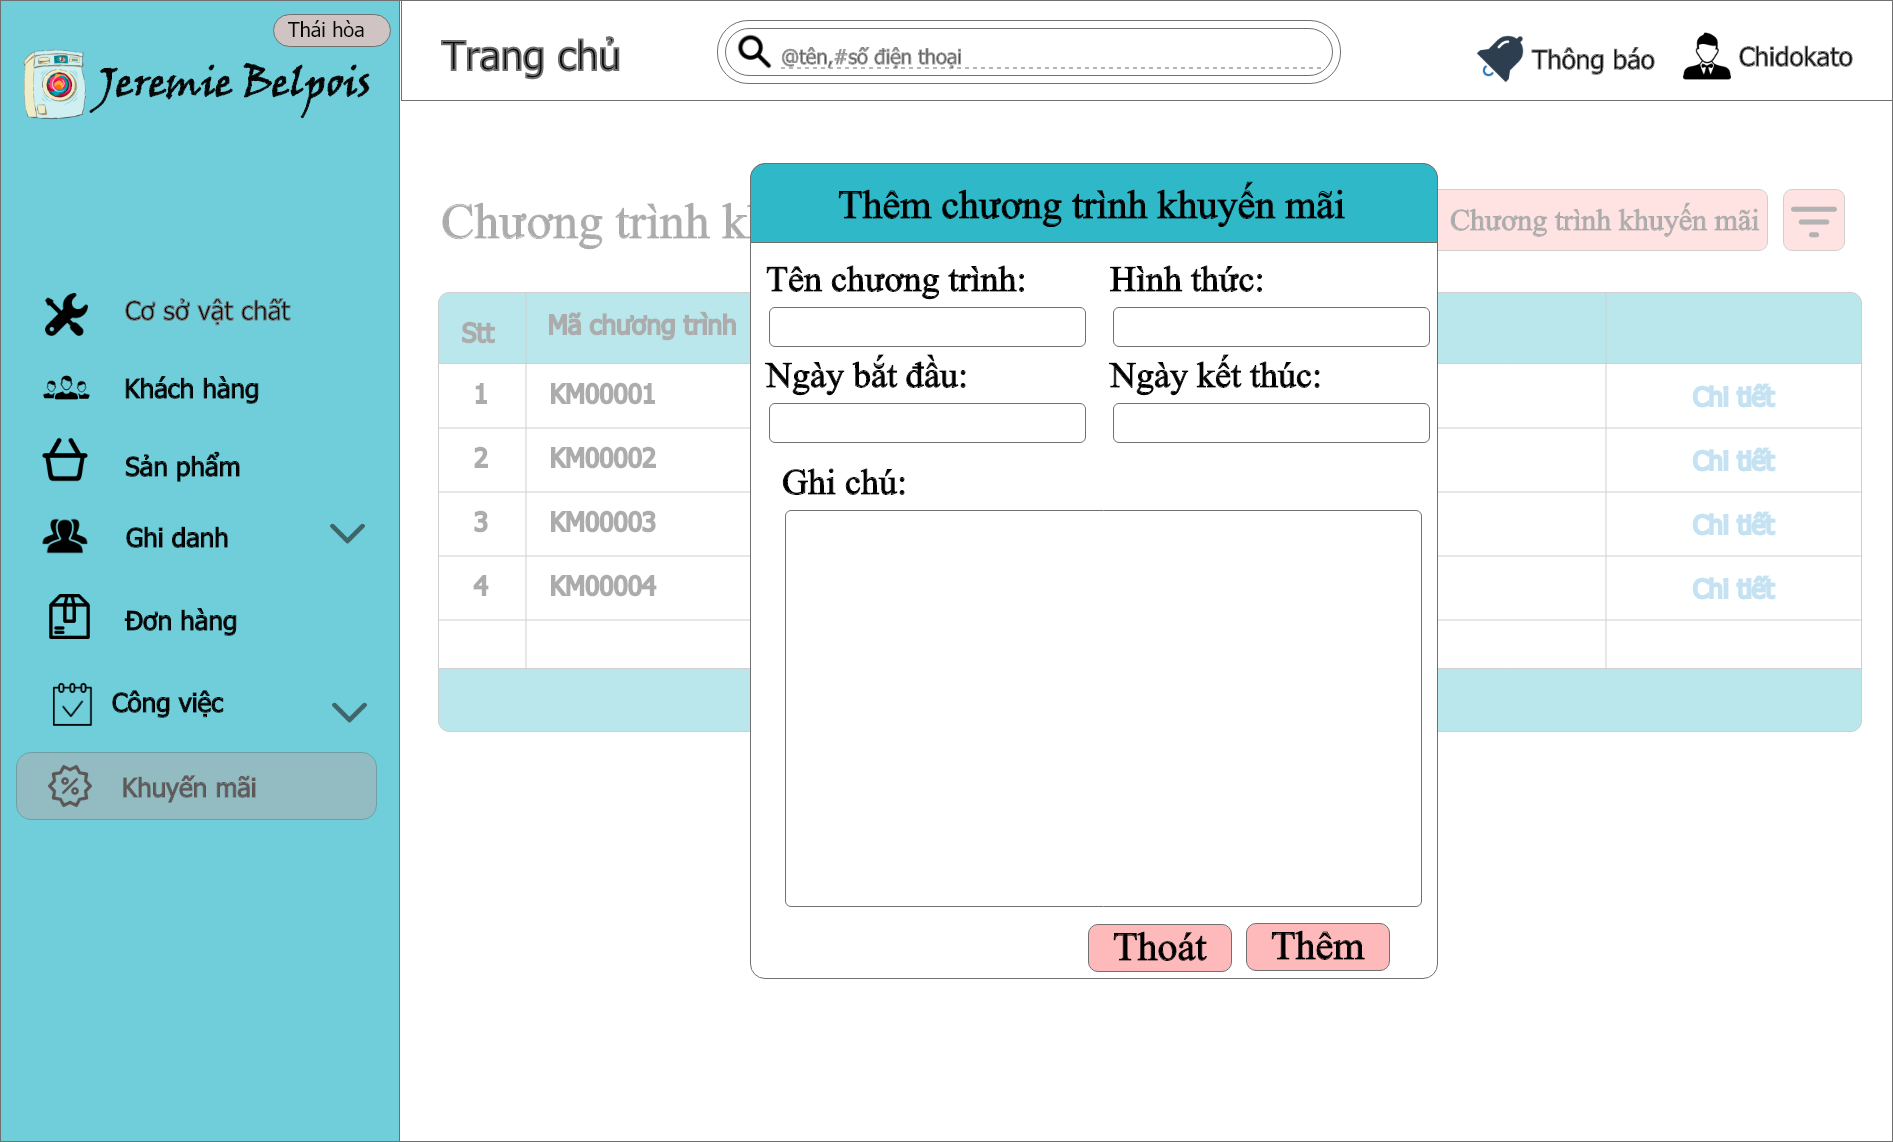 Thái hòa
Jeremie Belpois
Trang chủ
@tên,#số điện thoại
Thông báo
Chidokato
Cơ sở vật chất
Khách hàng
Sản phẩm
Ghi danh
Đơn hàng
Công việc
Khuyến mãi
Chương trình
Chương trình khuyến mãi
Stt
Mã chương trình
1
KM00001
Chi tiết
2
KM00002
Chi tiết
3
KM00003
Chi tiết
4
KM00004
Chi tiết
Thêm chương trình khuyến mãi
Tên chương trình:
Hình thức:
Ngày bắt đầu:
Ngày kết thúc:
Ghi chú:
Thoát
Thêm